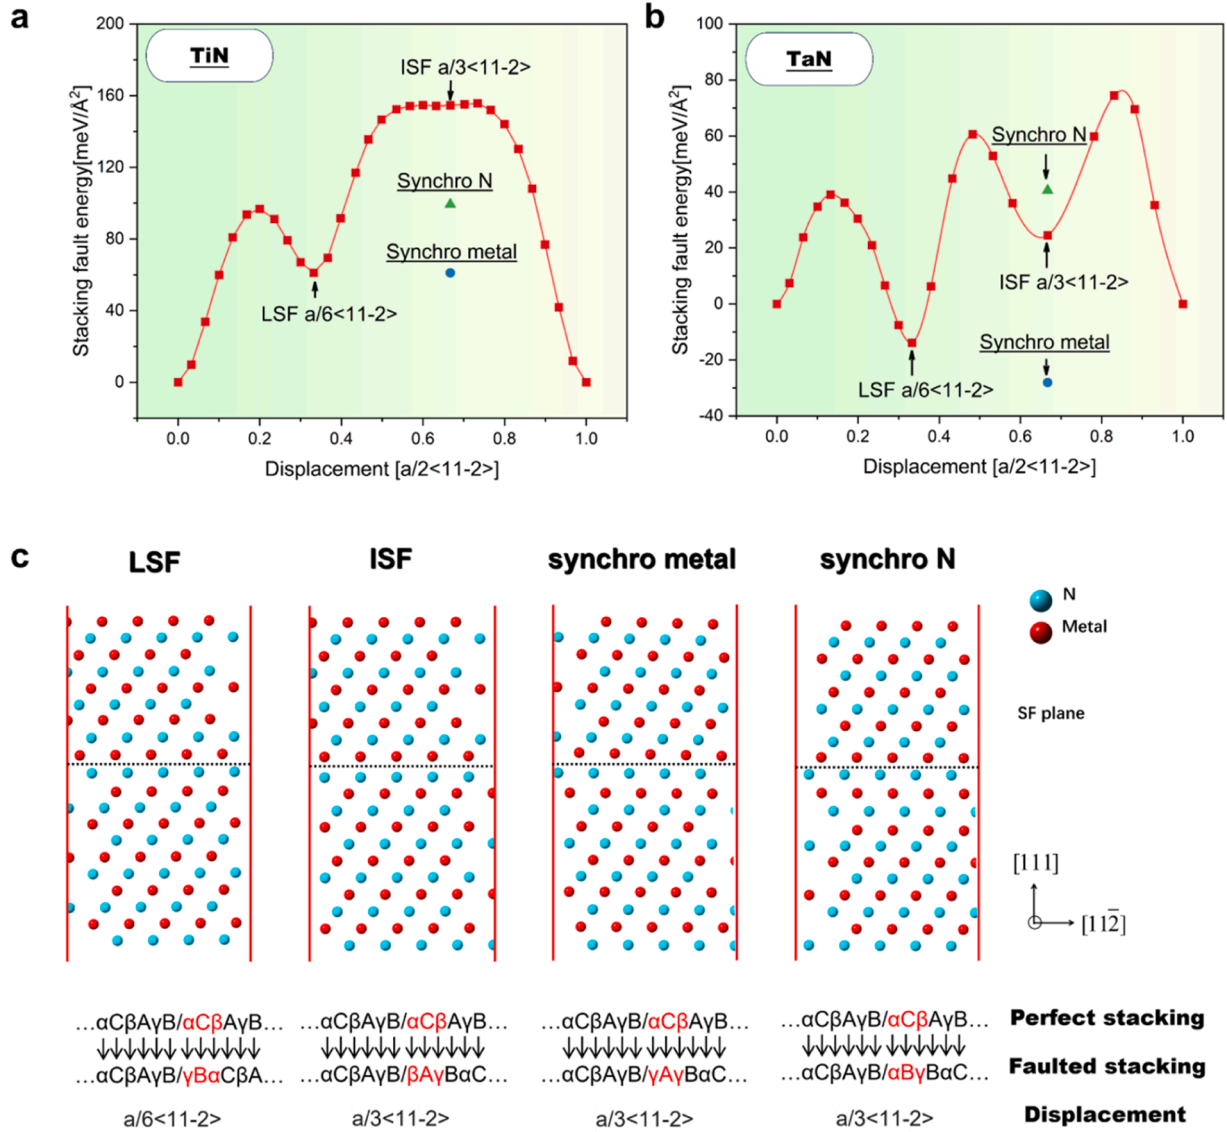 a
TiN
ISF a/3<11-2>
Synchro N
Synchro metal
LSF a/6<11-2>
200
160
120
80
40
0
Stacking fault energy[meV/Å²]
0.0 0.2 0.4 0.6 0.8 1.0
Displacement [a/2<11-2>]
b
TaN
Synchro N
ISF a/3<11-2>
Synchro metal
LSF a/6<11-2>
100
80
60
40
20
0
-20
-40
Stacking fault energy[meV/Å²]
0.0 0.2 0.4 0.6 0.8 1.0
Displacement [a/2<11-2>]
c
LSF ISF synchro metal synchro N
N
Metal
SF plane
[111]
[112̄]
...αCβAγB/αCβAγB... ...αCβAγB/αCβAγB... ...αCβAγB/αCβAγB... ...αCβAγB/αCβAγB... Perfect stacking
...αCβAγB/γBαCβA... ...αCβAγB/βAγBαC... ...αCβAγB/γAγBαC... ...αCβAγB/αBγBαC... Faulted stacking
a/6<11-2> a/3<11-2> a/3<11-2> a/3<11-2> Displacement